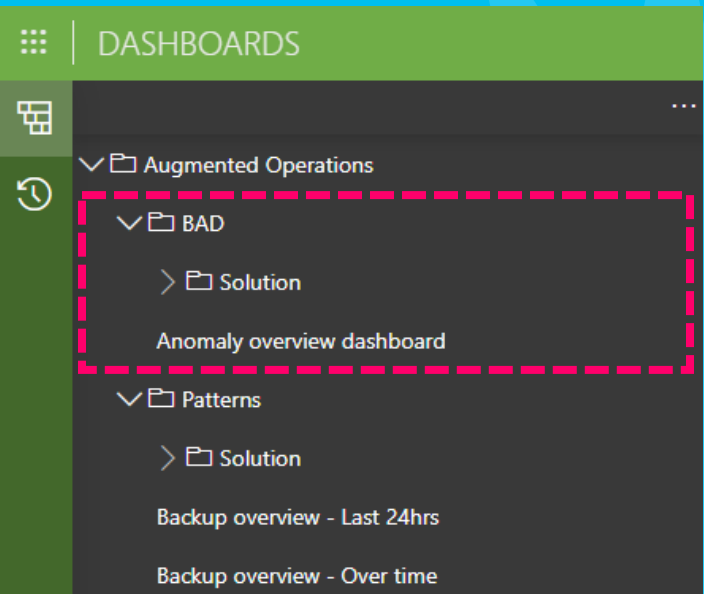 DASHBOARDS
...
Augmented Operations
BAD
Solution
Anomaly overview dashboard
Patterns
Solution
Backup overview - Last 24hrs
Backup overview - Over time